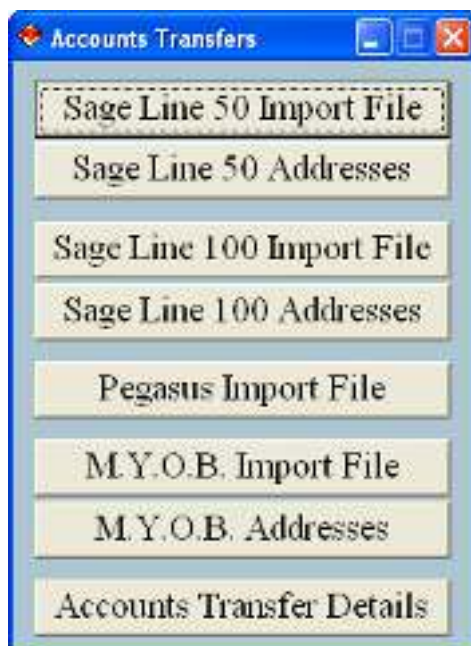 Accounts Transfers
Sage Line 50 Import File
Sage Line 50 Addresses
Sage Line 100 Import File
Sage Line 100 Addresses
Pegasus Import File
M.Y.O.B. Import File
M.Y.O.B. Addresses
Accounts Transfer Details